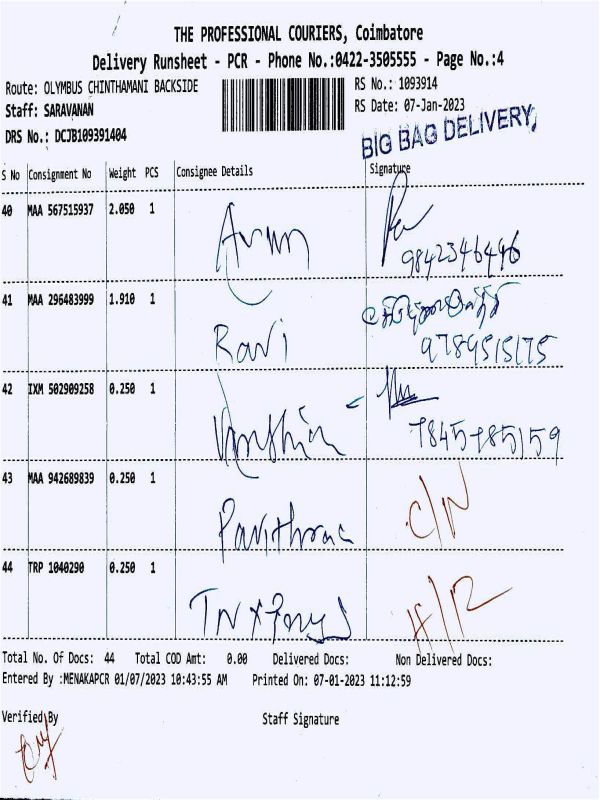 THE PROFESSIONAL COURIERS, Coimbatore
Delivery Runsheet - PCR - Phone No.:0422-3505555 - Page No.:4
Route: OLYMBUS CHINTHAMANI BACKSIDE
RS No.: 1093914
Staff: SARAVANAN
RS Date: 07-Jan-2023
DRS No.: DCJB109391404
BIG BAG DELIVERY,
S No Consignment No Weight PCS Consignee Details Signature
40 MAA 567515937 2.050 1 Arun
9842346446
41 MAA 296483999 1.910 1
Ravi 9789515175
42 IXM 502909258 0.250 1
7845785159
43 MAA 942689839 0.250 1 C/N
Pavithraa
44 TRP 1040290 0.250 1
Total No. Of Docs: 44 Total COD Amt: 0.00 Delivered Docs: Non Delivered Docs:
Entered By :MENAKAPCR 01/07/2023 10:43:55 AM Printed On: 07-01-2023 11:12:59
Verified By Staff Signature